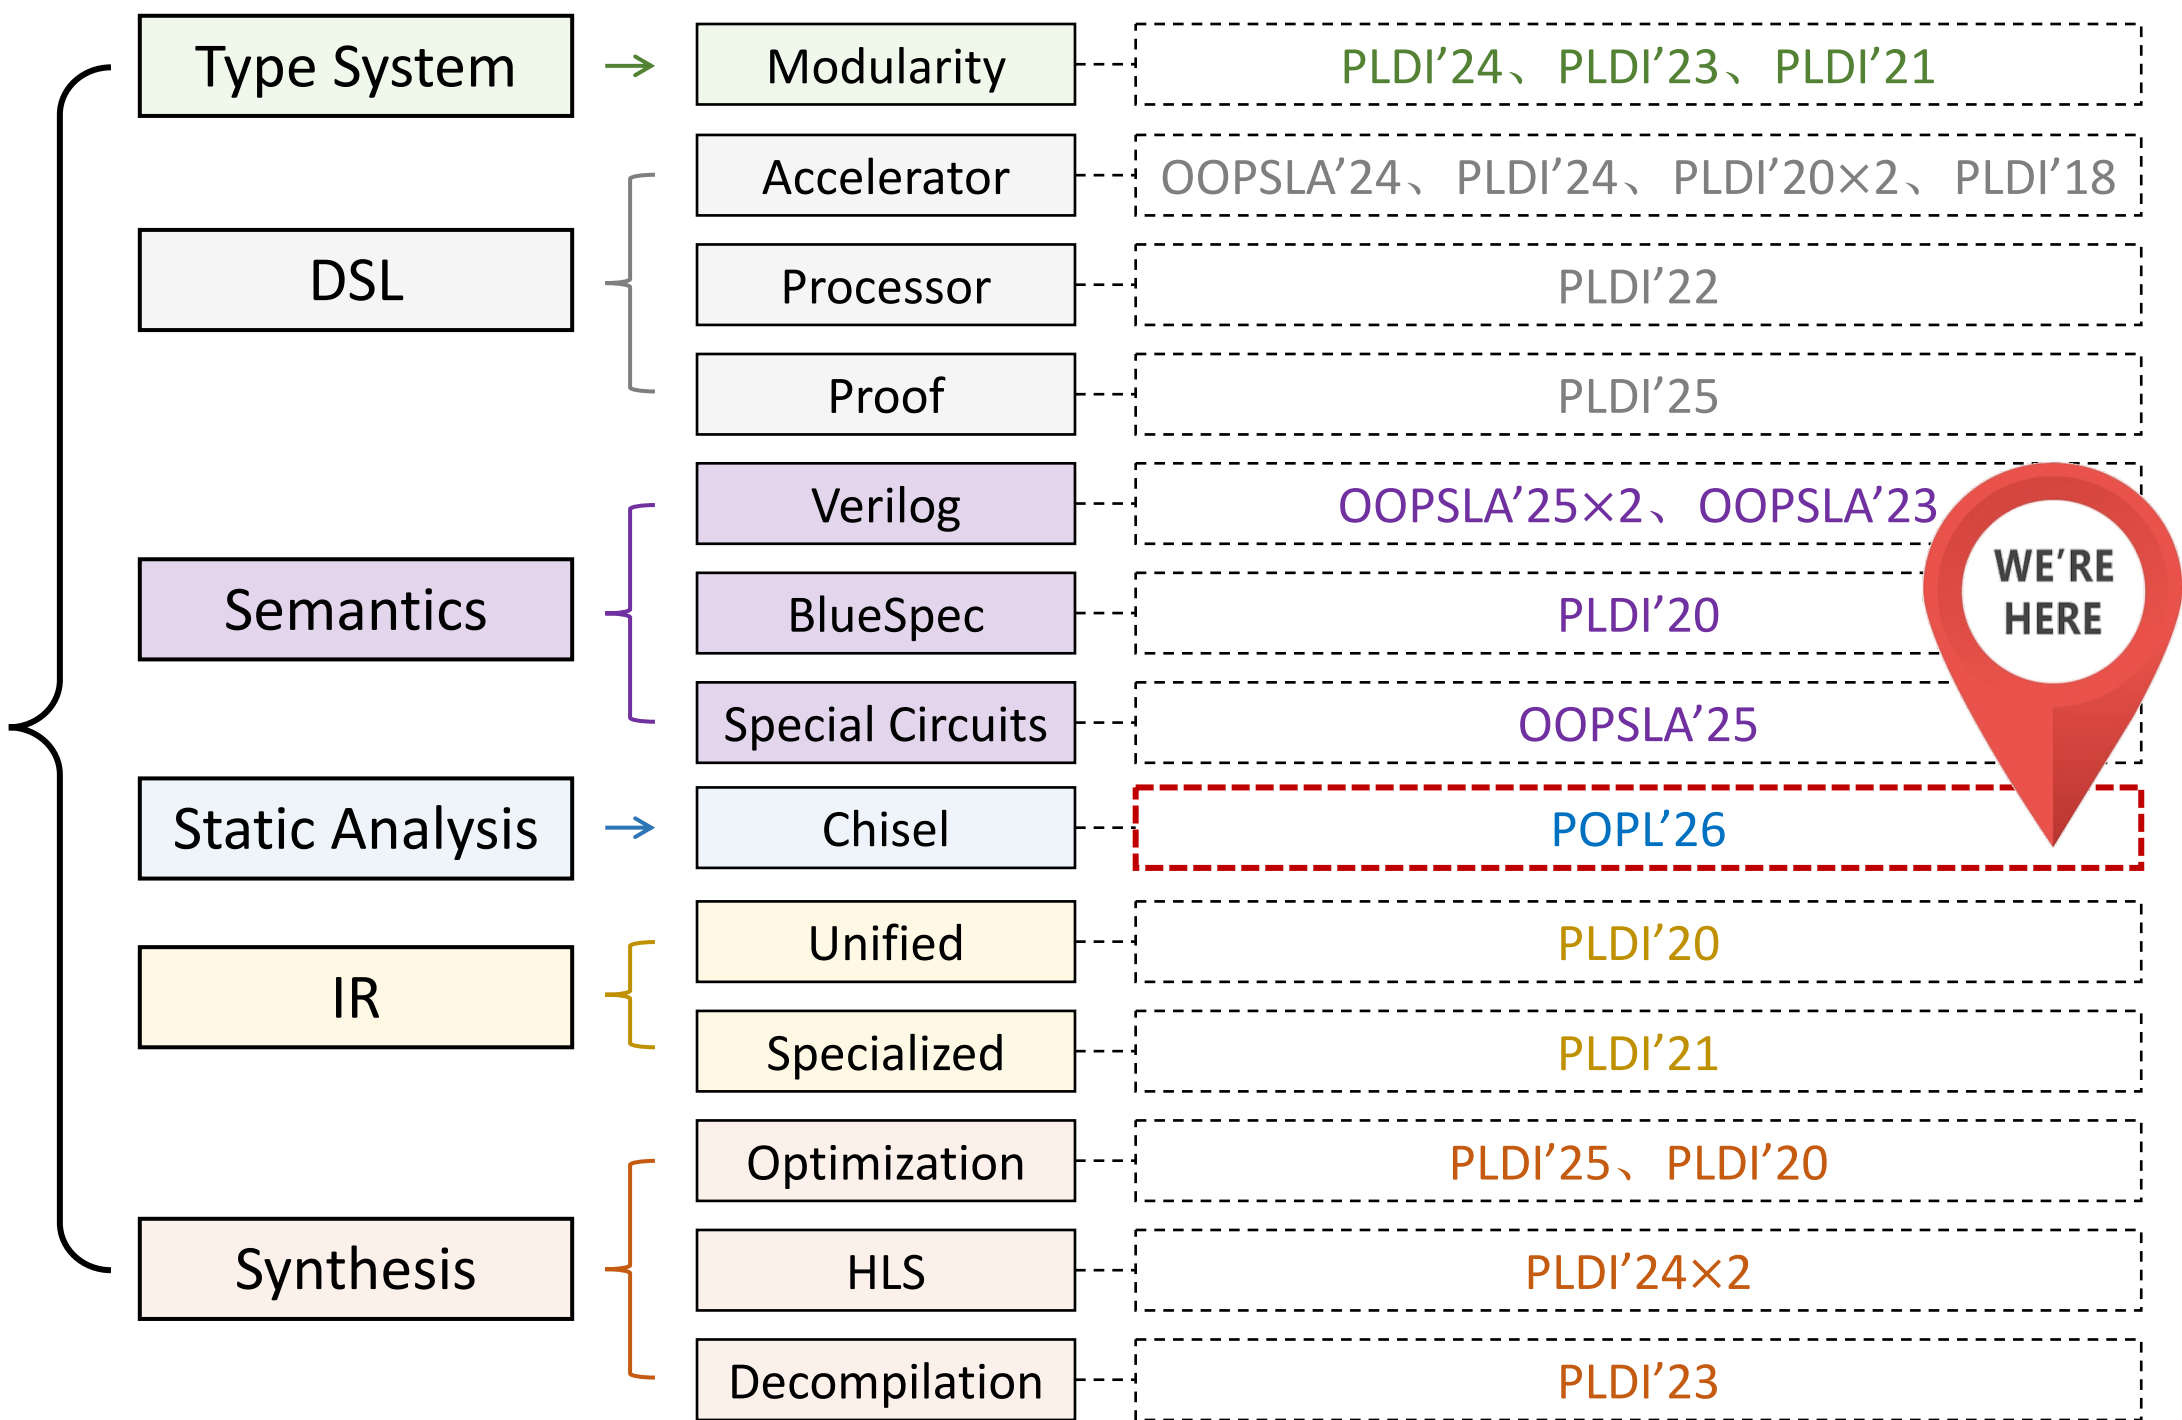 Type System
Modularity
PLDI’24、PLDI’23、PLDI’21
DSL
Accelerator
OOPSLA’24、PLDI’24、PLDI’20×2、PLDI’18
Processor
PLDI’22
Proof
PLDI’25
Semantics
Verilog
OOPSLA’25×2、OOPSLA’23
BlueSpec
PLDI’20
Special Circuits
OOPSLA’25
WE’RE
HERE
Static Analysis
Chisel
POPL’26
IR
Unified
PLDI’20
Specialized
PLDI’21
Synthesis
Optimization
PLDI’25、PLDI’20
HLS
PLDI’24×2
Decompilation
PLDI’23